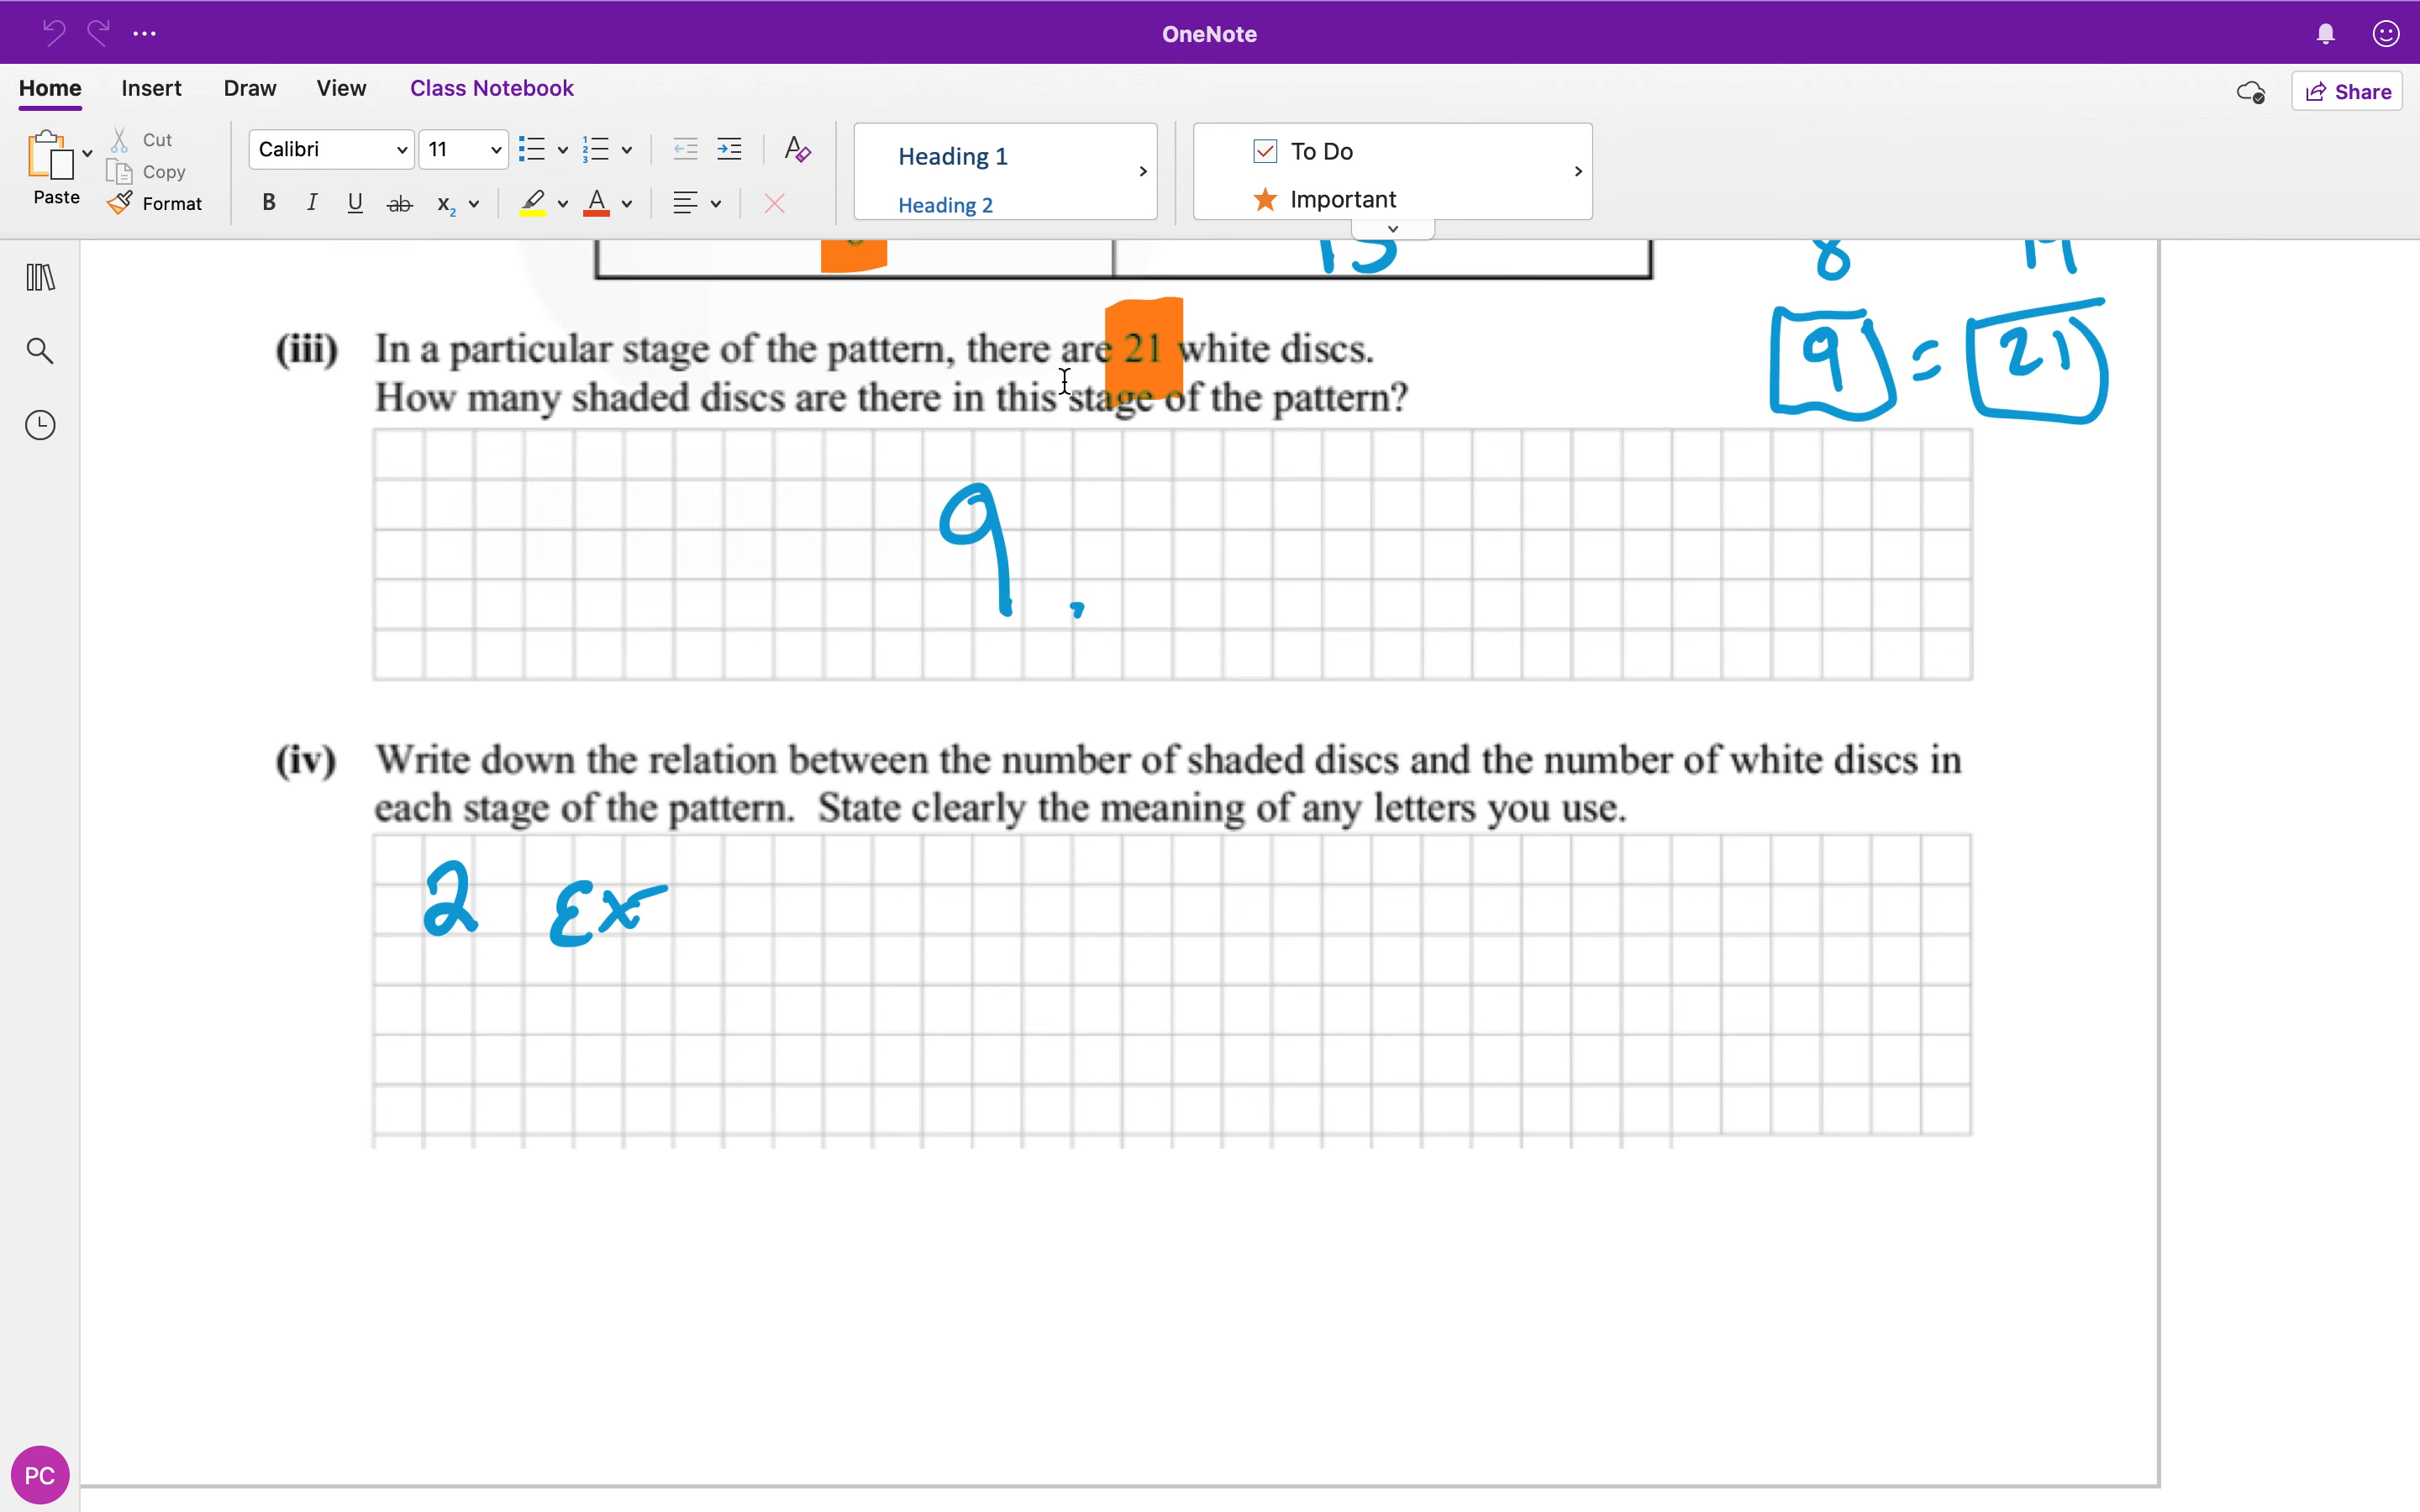 OneNote
Home Insert Draw View Class Notebook Share
Paste Cut Copy Format
Calibri 11
Heading 1
Heading 2
To Do
Important
(iii) In a particular stage of the pattern, there are 21 white discs.
How many shaded discs are there in this stage of the pattern?
9 = 21
9.
(iv) Write down the relation between the number of shaded discs and the number of white discs in
each stage of the pattern. State clearly the meaning of any letters you use.
2 Ex
PC